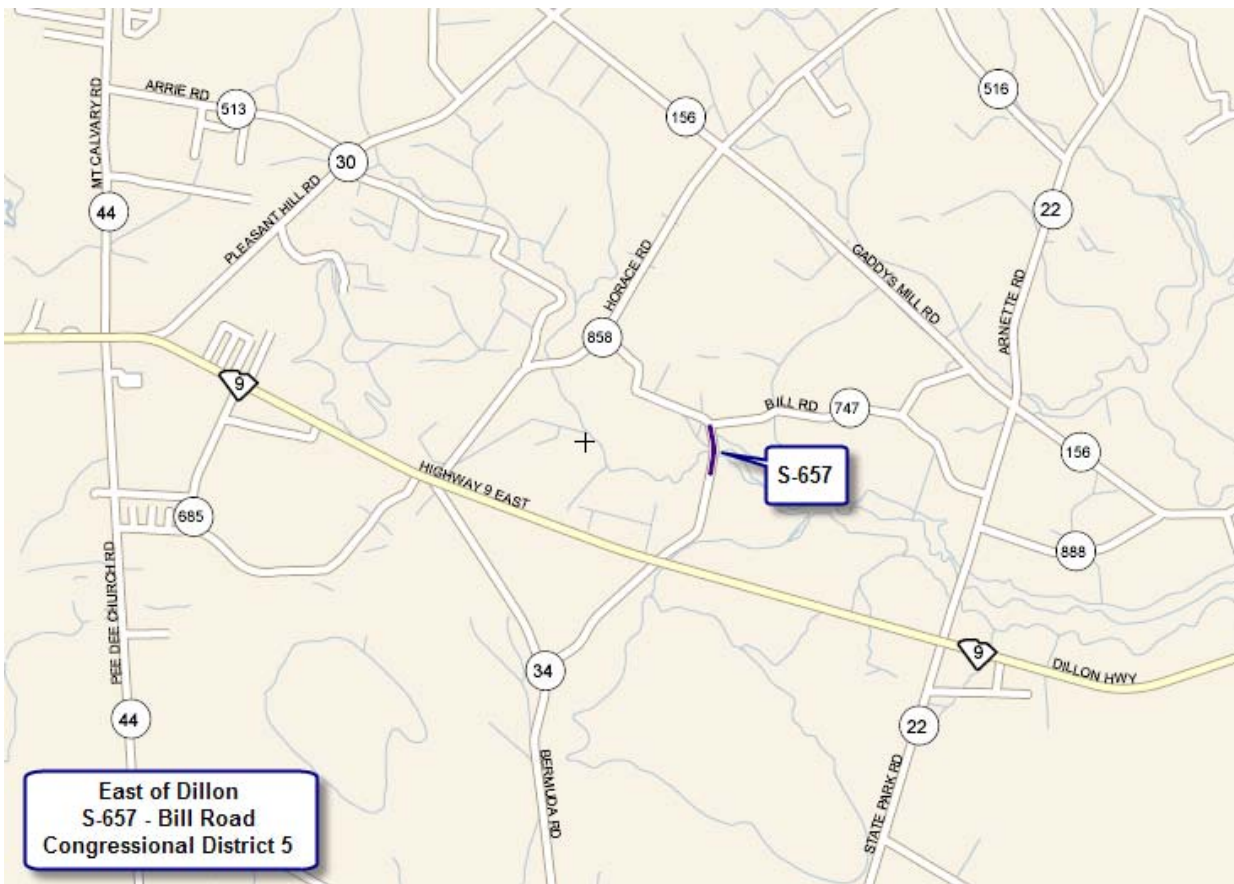 ARRIE RD
513
156
516
MT CALVARY RD
30
44
22
PLEASANT HILL RD
HORACE RD
GADDYS MILL RD
ARNETTE RD
858
9
BILL RD
747
156
S-657
HIGHWAY 9 EAST
685
888
PEE DEE CHURCH RD
9
DILLON HWY
34
44
22
BERMUDA RD
STATE PARK RD
East of Dillon
S-657 - Bill Road
Congressional District 5